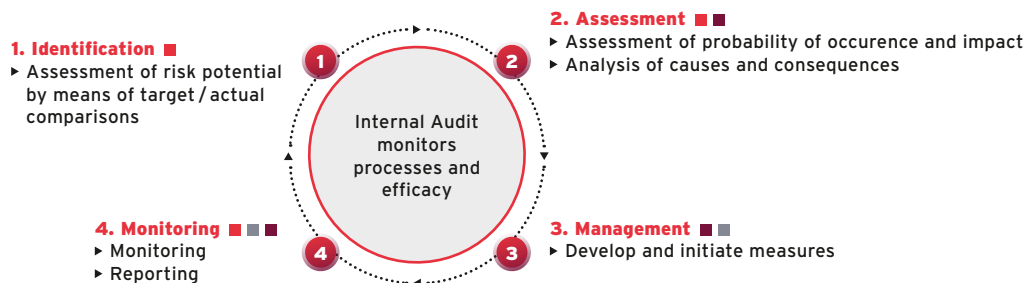 1. Identification
▸ Assessment of risk potential
by means of target / actual
comparisons
1
2. Assessment
▸ Assessment of probability of occurence and impact
▸ Analysis of causes and consequences
2
Internal Audit
monitors
processes and
efficacy
3. Management
▸ Develop and initiate measures
3
4. Monitoring
▸ Monitoring
▸ Reporting
4